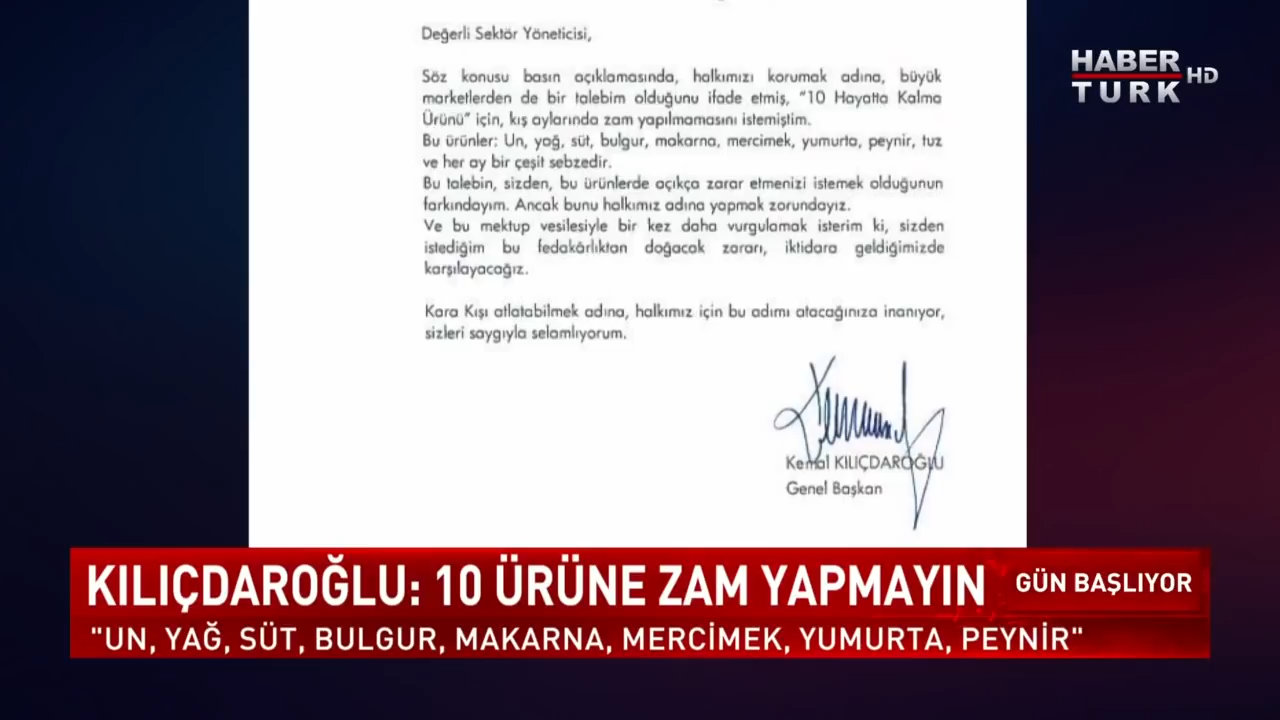 Değerli Sektör Yöneticisi,
Söz konusu basın açıklamasında, halkımızı korumak adına, büyük
marketlerden de bir talebim olduğunu ifade etmiş, "10 Hayatta Kalma
Ürünü" için, kış aylarında zam yapılmamasını istemiştim.
Bu ürünler: Un, yağ, süt, bulgur, makarna, mercimek, yumurta, peynir, tuz
ve her ay bir çeşit sebzedir.
Bu talebin, sizden, bu ürünlerde açıkça zarar etmenizi istemek olduğunun
farkındayım. Ancak bunu halkımız adına yapmak zorundayız.
Ve bu mektup vesilesiyle bir kez daha vurgulamak isterim ki, sizden
istediğim bu fedakârlıktan doğacak zararı, iktidara geldiğimizde
karşılayacağız.
Kara Kışı atlatabilmek adına, halkımız için bu adımı atacağınıza inanıyor,
sizleri saygıyla selamlıyorum.
Kemal KILIÇDAROĞLU
Genel Başkan
HABER
TURK HD
KILIÇDAROĞLU: 10 ÜRÜNE ZAM YAPMAYIN
GÜN BAŞLIYOR
"UN, YAĞ, SÜT, BULGUR, MAKARNA, MERCİMEK, YUMURTA, PEYNİR"